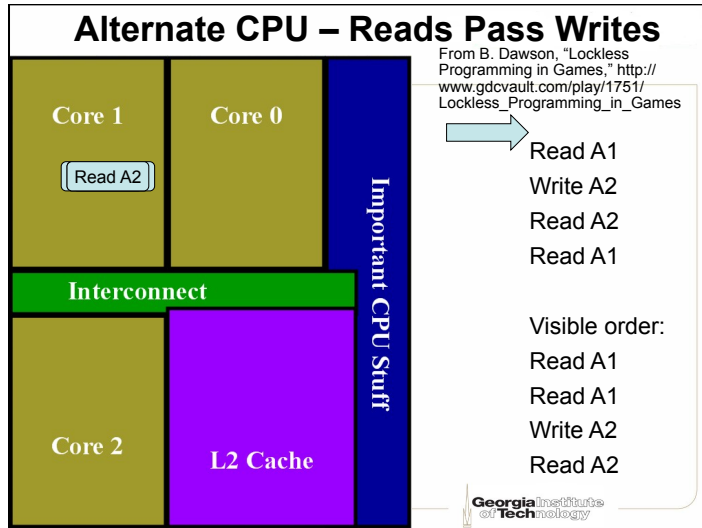 Alternate CPU – Reads Pass Writes
From B. Dawson, “Lockless
Programming in Games,” http://
www.gdcvault.com/play/1751/
Lockless_Programming_in_Games
Core 1
Core 0
Read A2
Important CPU Stuff
Interconnect
Core 2
L2 Cache
Read A1
Write A2
Read A2
Read A1
Visible order:
Read A1
Read A1
Write A2
Read A2
Georgia Institute
of Technology